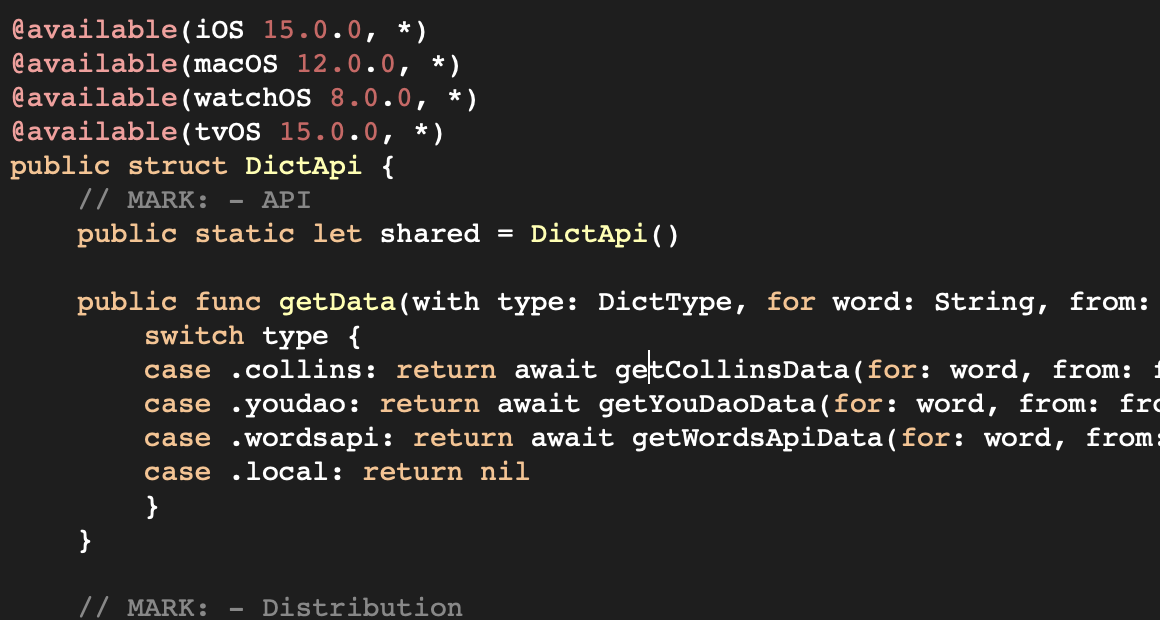 @available(iOS 15.0.0, *)
@available(macOS 12.0.0, *)
@available(watchOS 8.0.0, *)
@available(tvOS 15.0.0, *)
public struct DictApi {
    // MARK: – API
    public static let shared = DictApi()

    public func getData(with type: DictType, for word: String, from:
        switch type {
        case .collins: return await getCollinsData(for: word, from: f
        case .youdao: return await getYouDaoData(for: word, from: fro
        case .wordsapi: return await getWordsApiData(for: word, from:
        case .local: return nil
        }
    }

    // MARK: – Distribution